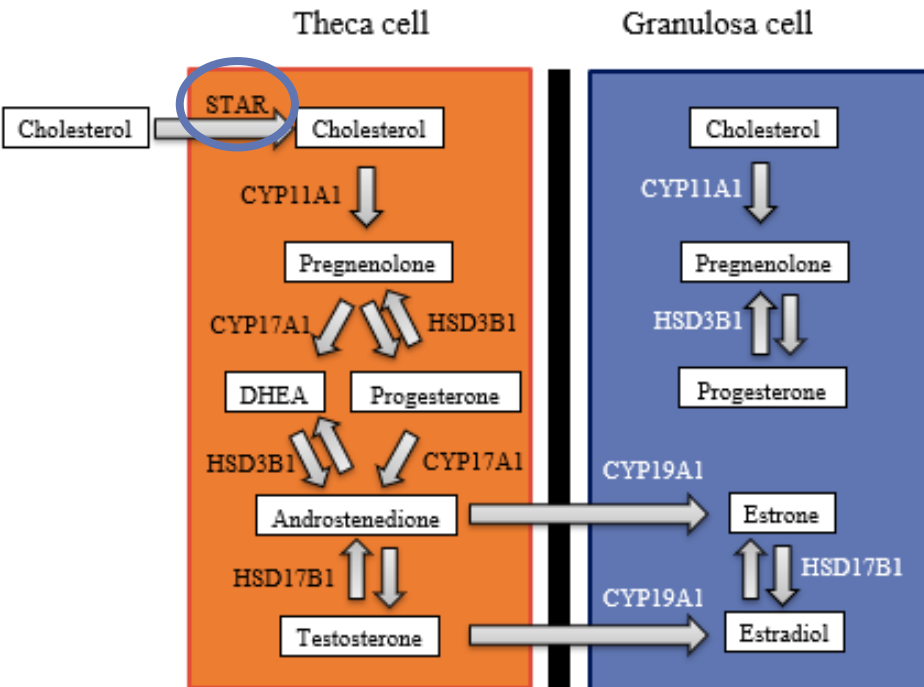 Theca cell
Granulosa cell
STAR
Cholesterol
Cholesterol
Cholesterol
CYP11A1
CYP11A1
Pregnenolone
Pregnenolone
CYP17A1
HSD3B1
HSD3B1
DHEA
Progesterone
Progesterone
HSD3B1
CYP17A1
CYP19A1
Androstenedione
Estrone
HSD17B1
HSD17B1
CYP19A1
Testosterone
Estradiol